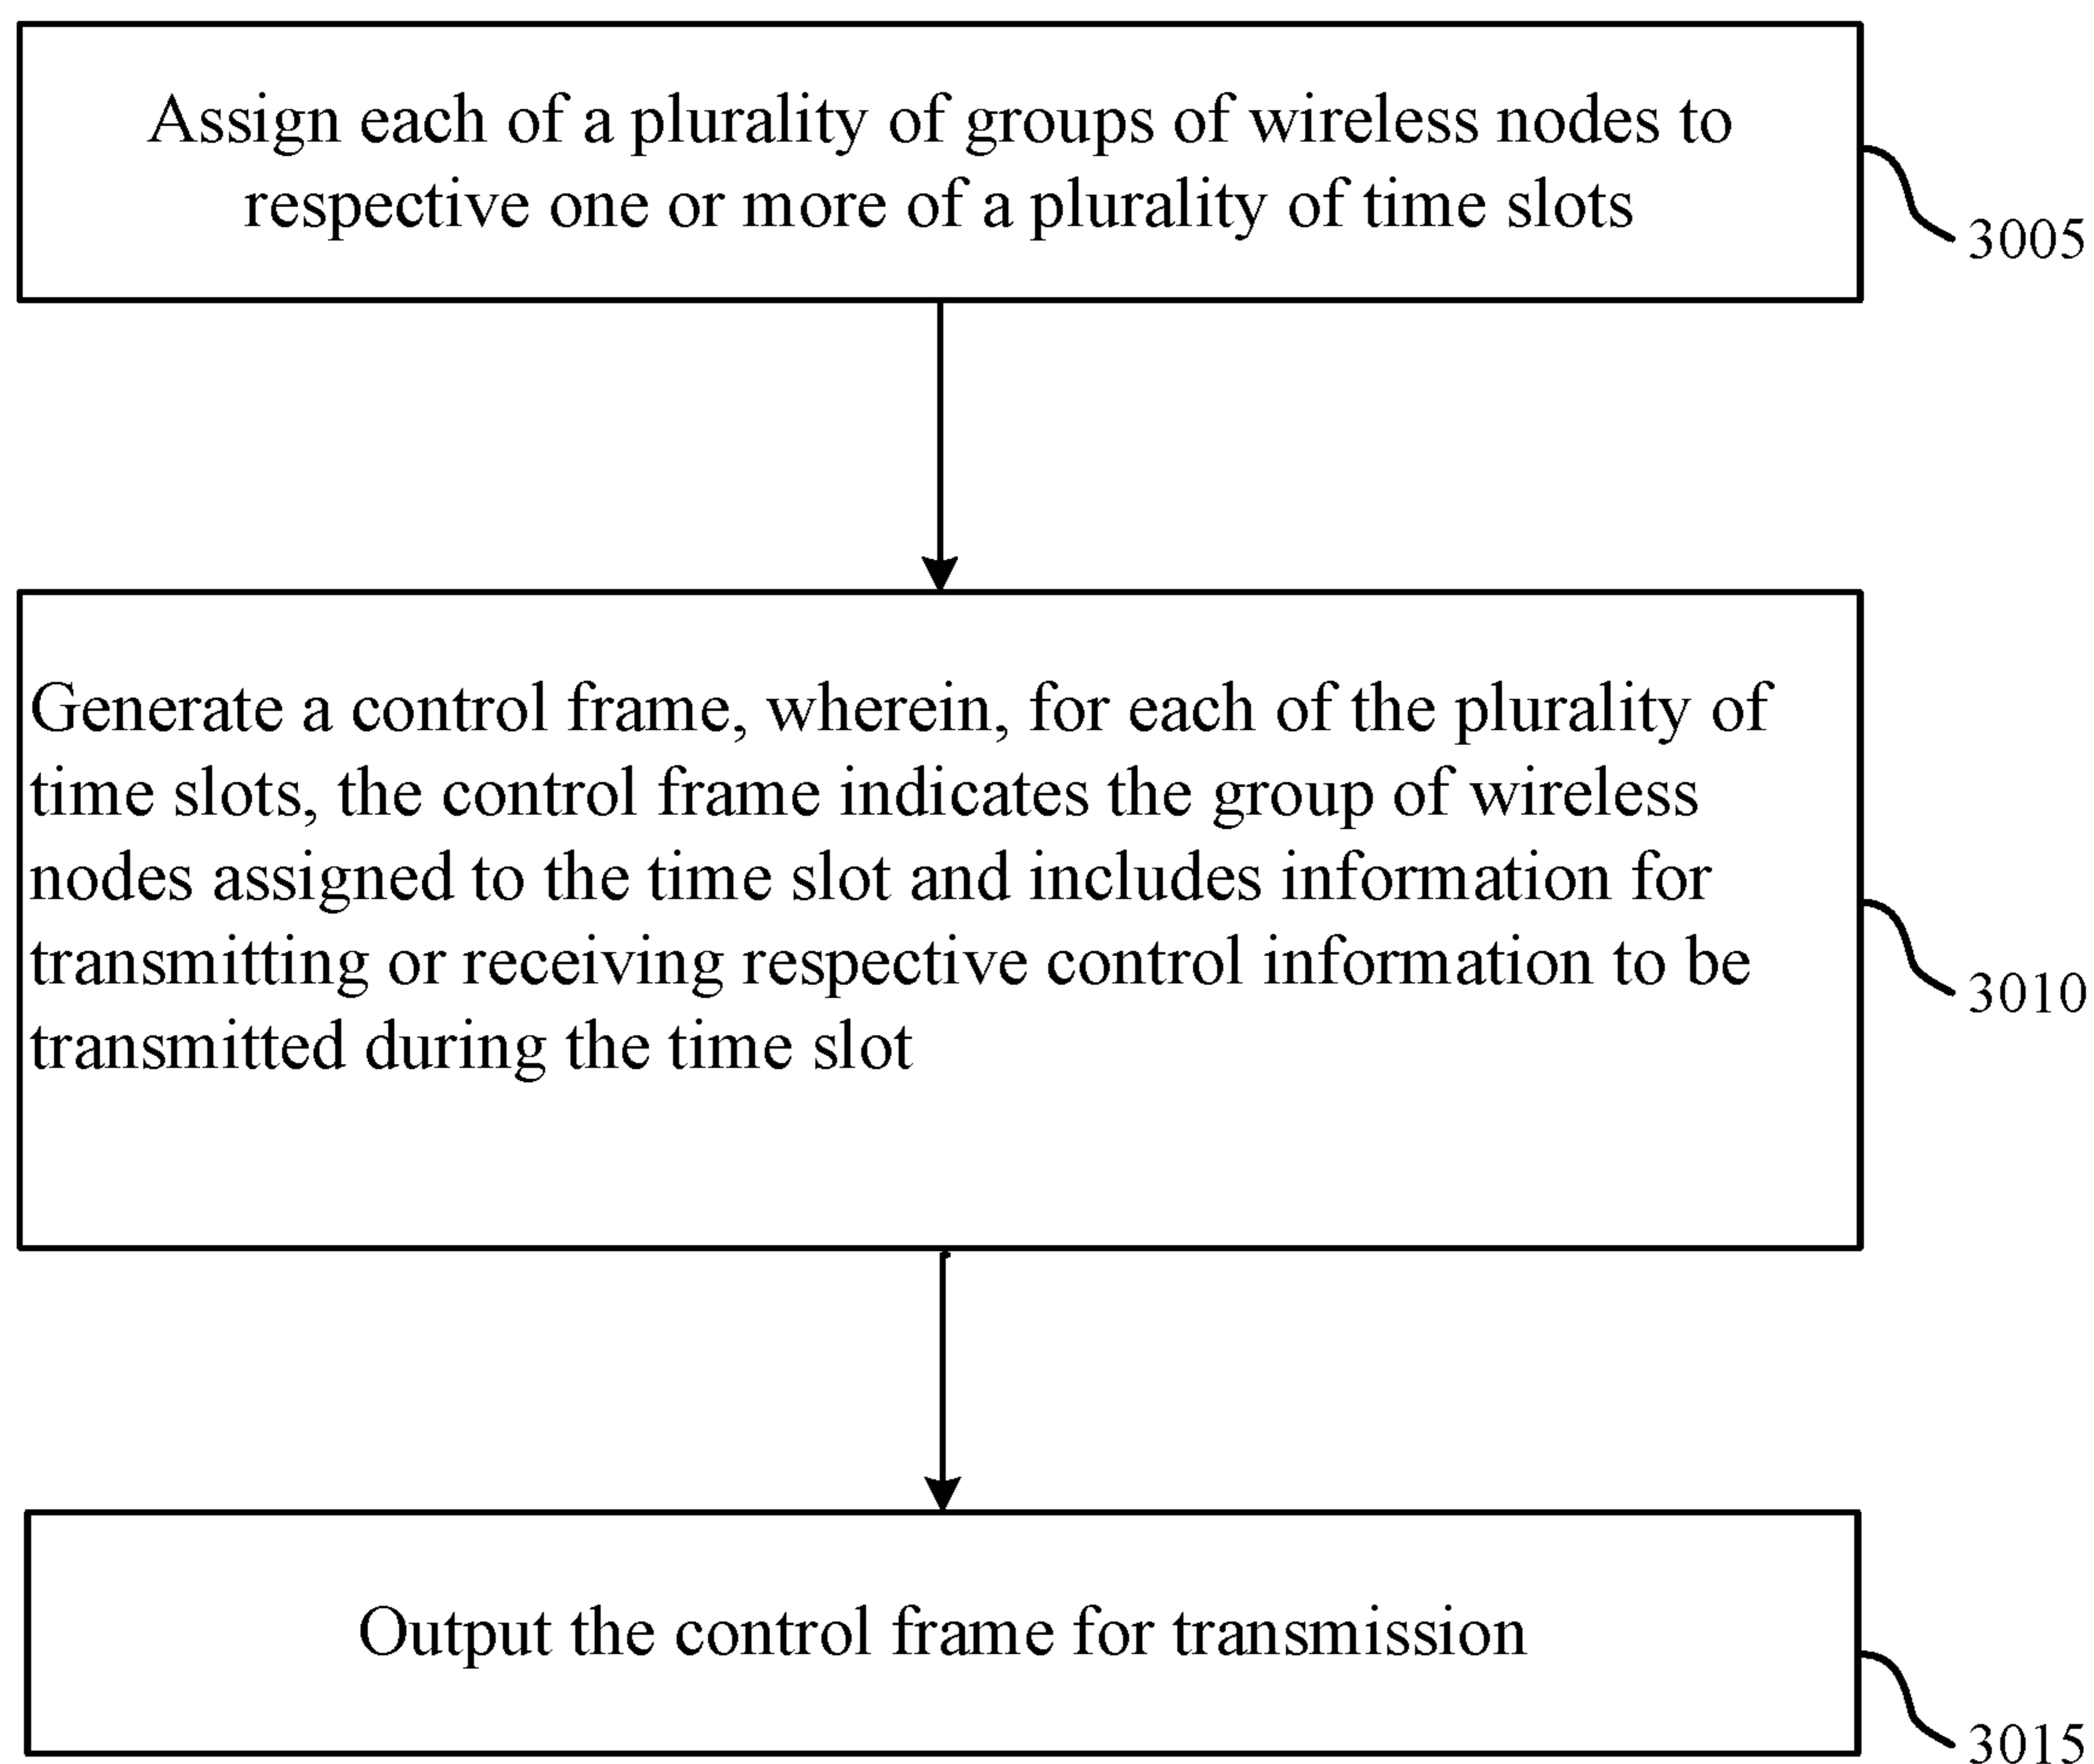 Assign each of a plurality of groups of wireless nodes to
respective one or more of a plurality of time slots
3005
Generate a control frame, wherein, for each of the plurality of
time slots, the control frame indicates the group of wireless
nodes assigned to the time slot and includes information for
transmitting or receiving respective control information to be
transmitted during the time slot
3010
Output the control frame for transmission
3015